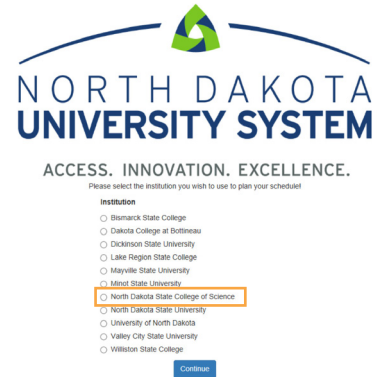 NORTH DAKOTA
UNIVERSITY SYSTEM
ACCESS. INNOVATION. EXCELLENCE.
Please select the institution you wish to use to plan your schedule!
Institution
Bismarck State College
Dakota College at Bottineau
Dickinson State University
Lake Region State College
Mayville State University
Minot State University
North Dakota State College of Science
North Dakota State University
University of North Dakota
Valley City State University
Williston State College
Continue